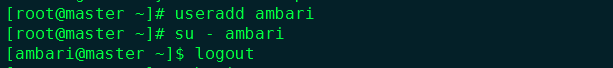 [root@master ~]# useradd ambari
[root@master ~]# su - ambari
[ambari@master ~]$ logout